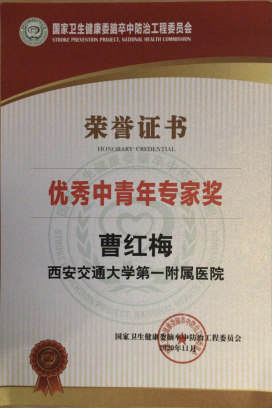 国家卫生健康委脑卒中防治工程委员会
STROKE PREVENTION PROJECT, NATIONAL HEALTH COMMISSION
荣誉证书
HONORARY CREDENTIAL
优秀中青年专家奖
曹红梅
西安交通大学第一附属医院
国家卫生健康委脑卒中防治工程委员会
2020年11月